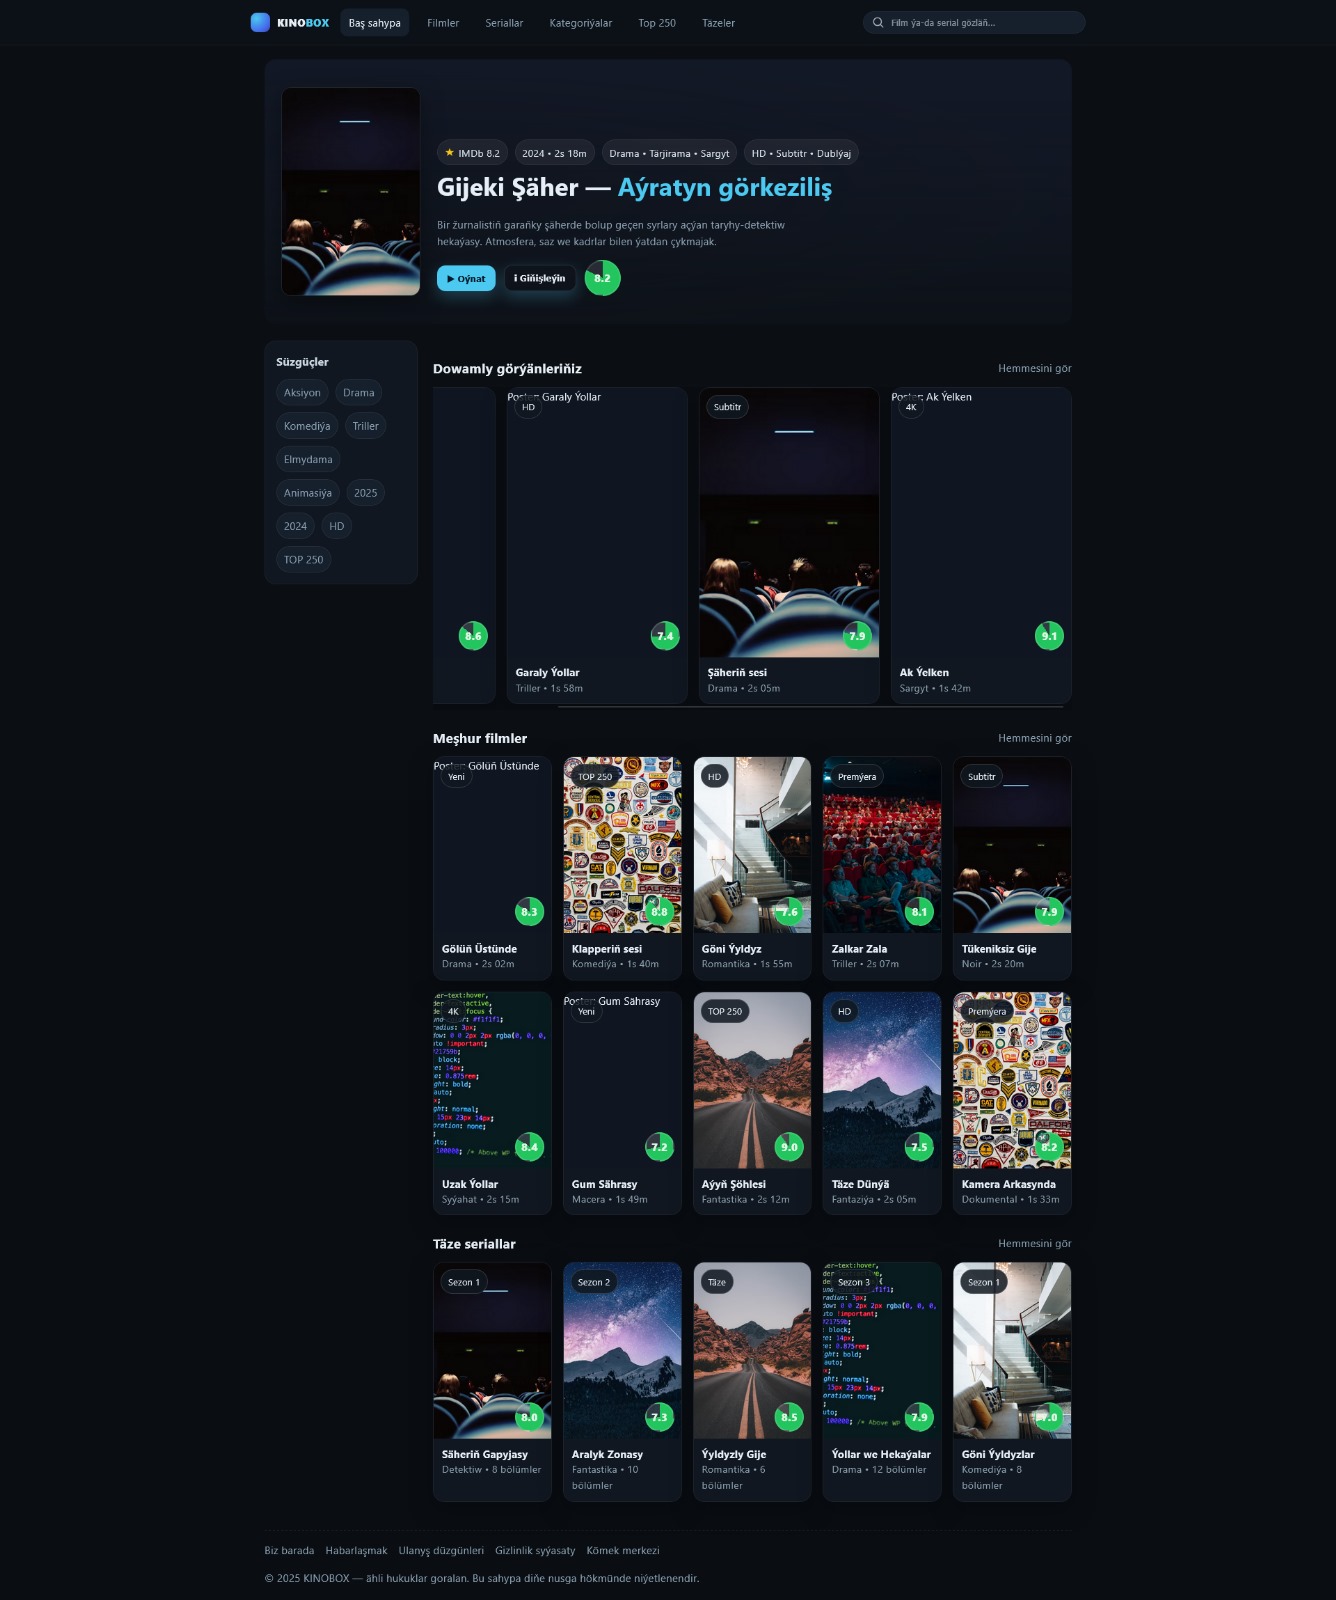 KINOBOX Baş sahypa Filmler Seriallar Kategoriýalar Top 250 Täzeler Film ýa-da serial gözläň...
★ IMDb 8.2 2024 • 2s 18m Drama • Tärjirama • Sargyt HD • Subtitr • Dublýaj
Gijeki Şäher — Aýratyn görkeziliş
Bir žurnalistiň garaňky şäherde bolup geçen syrlary açýan taryhy-detektiw
hekaýasy. Atmosfera, saz we kadrlar bilen ýatdan çykmajak.
▶ Oýnat ℹ Giňişleýin 8.2
Süzgüçler
Aksiyon Drama
Komediýa Triller
Elmydama
Animasiýa 2025
2024 HD
TOP 250
Dowamly görýänleriňiz Hemmesini gör
Poster: Garaly Ýollar Poster: Ak Ýelken
HD Subtitr 4K
8.6 7.4 7.9 9.1
Garaly Ýollar Şäheriň sesi Ak Ýelken
Triller • 1s 58m Drama • 2s 05m Sargyt • 1s 42m
Meşhur filmler Hemmesini gör
Poster: Gölüň Üstünde
Yeni TOP 250 HD Premýera Subtitr
8.3 8.8 7.6 8.1 7.9
Gölüň Üstünde Klapperiň sesi Göni Ýyldyz Zalkar Zala Tükeniksiz Gije
Drama • 2s 02m Komediýa • 1s 40m Romantika • 1s 55m Triller • 2s 07m Noir • 2s 20m
Poster: Gum Sährasy
4K Yeni TOP 250 HD Premýera
8.4 7.2 9.0 7.5 8.2
Uzak Ýollar Gum Sährasy Aýyň Şöhlesi Täze Dünýä Kamera Arkasynda
Syýahat • 2s 15m Macera • 1s 49m Fantastika • 2s 12m Fantaziýa • 2s 05m Dokumental • 1s 33m
Täze seriallar Hemmesini gör
Sezon 1 Sezon 2 Täze Sezon 3 Sezon 1
8.0 7.3 8.5 7.9 7.0
Säheriň Gapyjasy Aralyk Zonasy Ýyldyzly Gije Ýollar we Hekaýalar Göni Ýyldyzlar
Detektiw • 8 bölümler Fantastika • 10 Romantika • 6 Drama • 12 bölümler Komediýa • 8
bölümler bölümler bölümler
Biz barada Habarlaşmak Ulanyş düzgünleri Gizlinlik syýasaty Kömek merkezi
© 2025 KINOBOX — ähli hukuklar goralan. Bu sahypa diňe nusga hökmünde niýetlenendir.